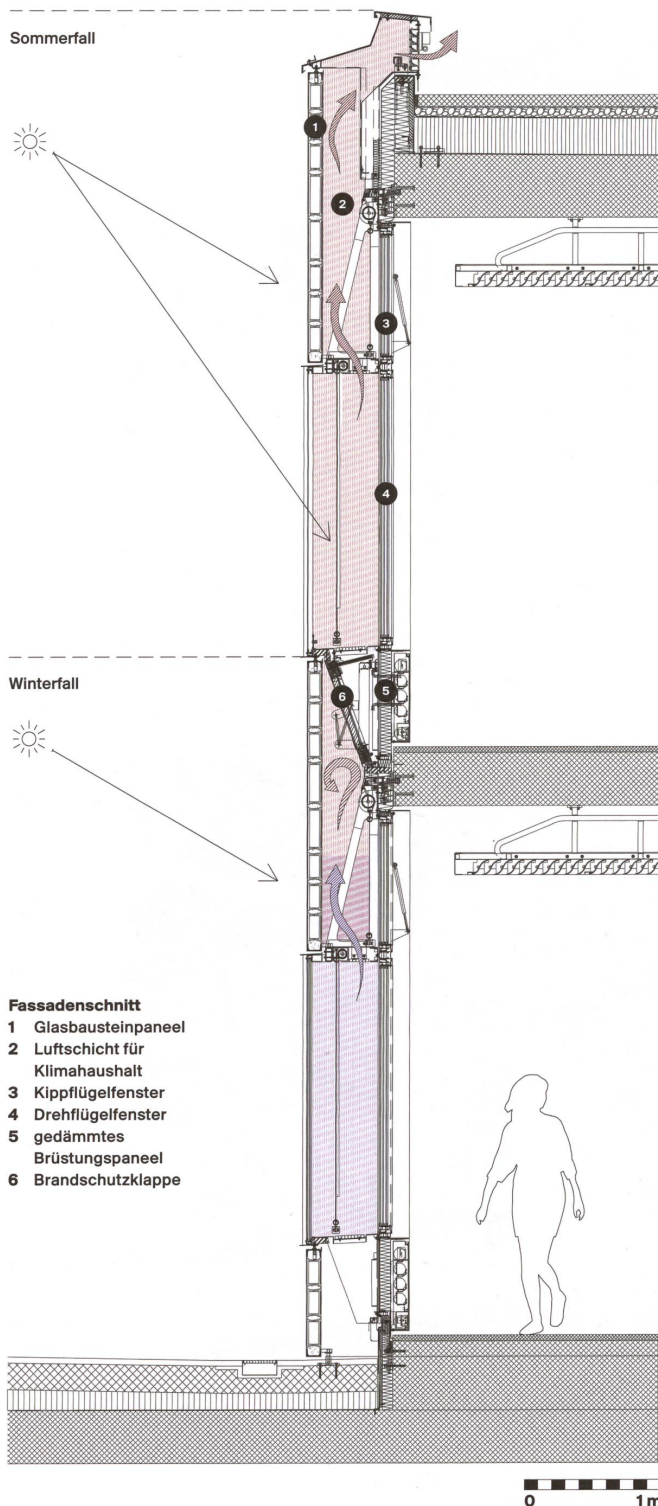 Sommerfall
1
2
3
4
Winterfall
6
5
Fassadenschnitt
1 Glasbausteinpaneel
2 Luftschicht für
Klimahaushalt
3 Kippflügelfenster
4 Drehflügelfenster
5 gedämmtes
Brüstungspaneel
6 Brandschutzklappe
0 1m